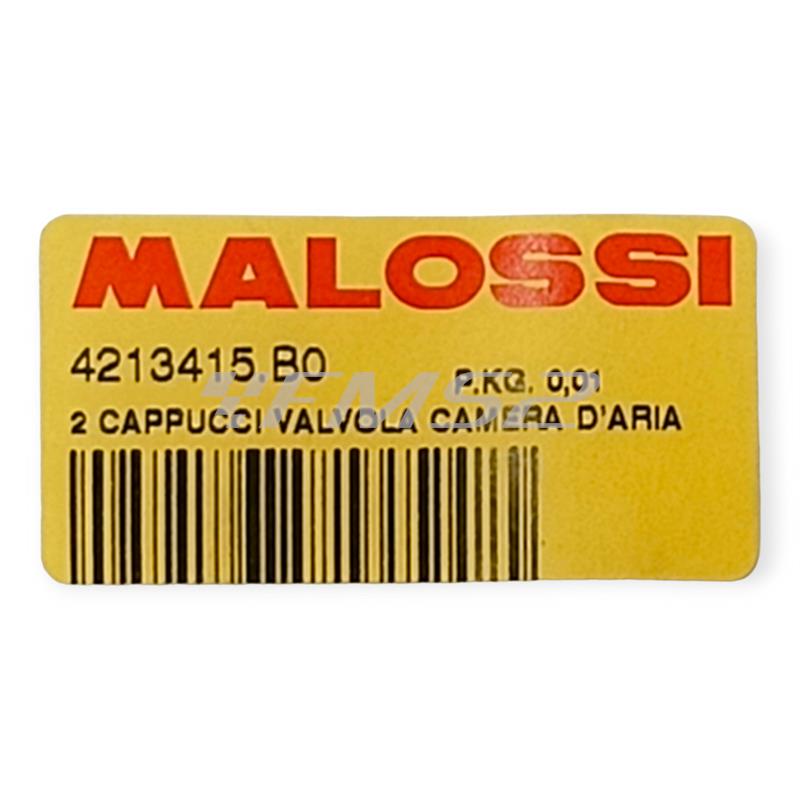 MALOSSI
4213415.B0 P.KG. 0,01
2 CAPPUCCI VALVOLA CAMERA D'ARIA